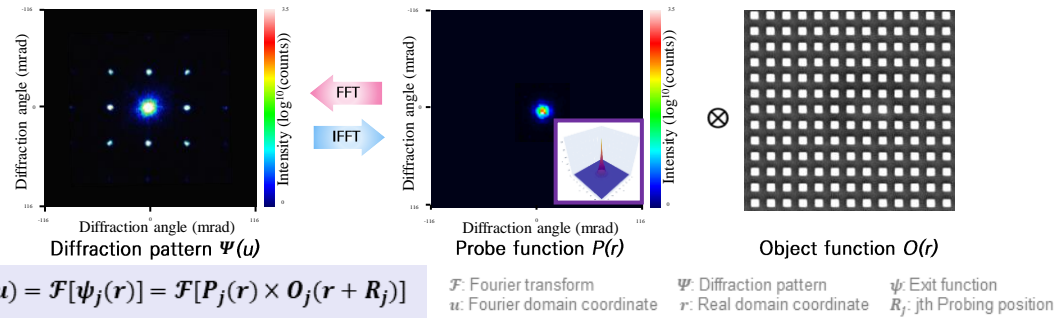 -116
0
116
Diffraction angle (mrad)
-116
0
116
Diffraction angle (mrad)
3.5
0
Intensity (log¹⁰(counts))
Diffraction pattern Ψ(u)
FFT
IFFT
-116
0
116
Diffraction angle (mrad)
-116
0
116
Diffraction angle (mrad)
3.5
0
Intensity (log¹⁰(counts))
Probe function P(r)
⊗
Object function O(r)
u) = ℱ[ψj(r)] = ℱ[Pj(r) × Oj(r + Rj)]
ℱ: Fourier transform
Ψ: Diffraction pattern
ψ: Exit function
u: Fourier domain coordinate
r: Real domain coordinate
Rj: jth Probing position